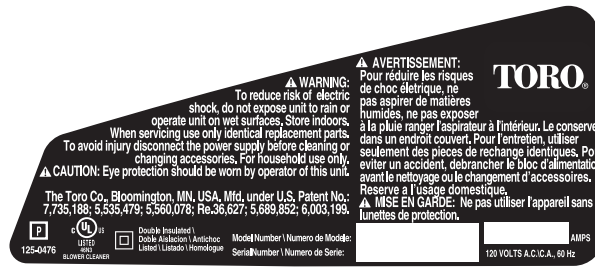 ⚠ WARNING:
To reduce risk of electric
shock, do not expose unit to rain or
operate unit on wet surfaces. Store indoors.
When servicing use only identical replacement parts.
To avoid injury disconnect the power supply before cleaning or
changing accessories. For household use only.
⚠ CAUTION: Eye protection should be worn by operator of this unit.
The Toro Co., Bloomington, MN, USA. Mfd. under U.S. Patent No.:
7,735,188; 5,535,479; 5,560,078; Re.36,627; 5,689,852; 6,003,199.
⚠ AVERTISSEMENT:
Pour réduire les risques
de choc életrique, ne
pas aspirer de matières
humides, ne pas exposer
à la pluie ranger l'aspirateur à l'intérieur. Le conserve
dans un endroit couvert. Pour l'entretien, utiliser
seulement des pieces de rechange identiques. Po
eviter un accident, debrancher le bloc d'alimentatio
avant le nettoyage ou le changement d'accessoires.
Reserve a l'usage domestique.
⚠ MISE EN GARDE: Ne pas utiliser l'appareil sans
lunettes de protection.
TORO®
P
125-0476
C UL US
LISTED
46N3
BLOWER CLEANER
Double Insulated \
Doble Aislacion \ Antichoc
Listed \ Listado \ Homologue
Model Number \ Numero de Modele:
Serial Number \ Numero de Serie:
AMPS
120 VOLTS A.C.\C.A., 60 Hz